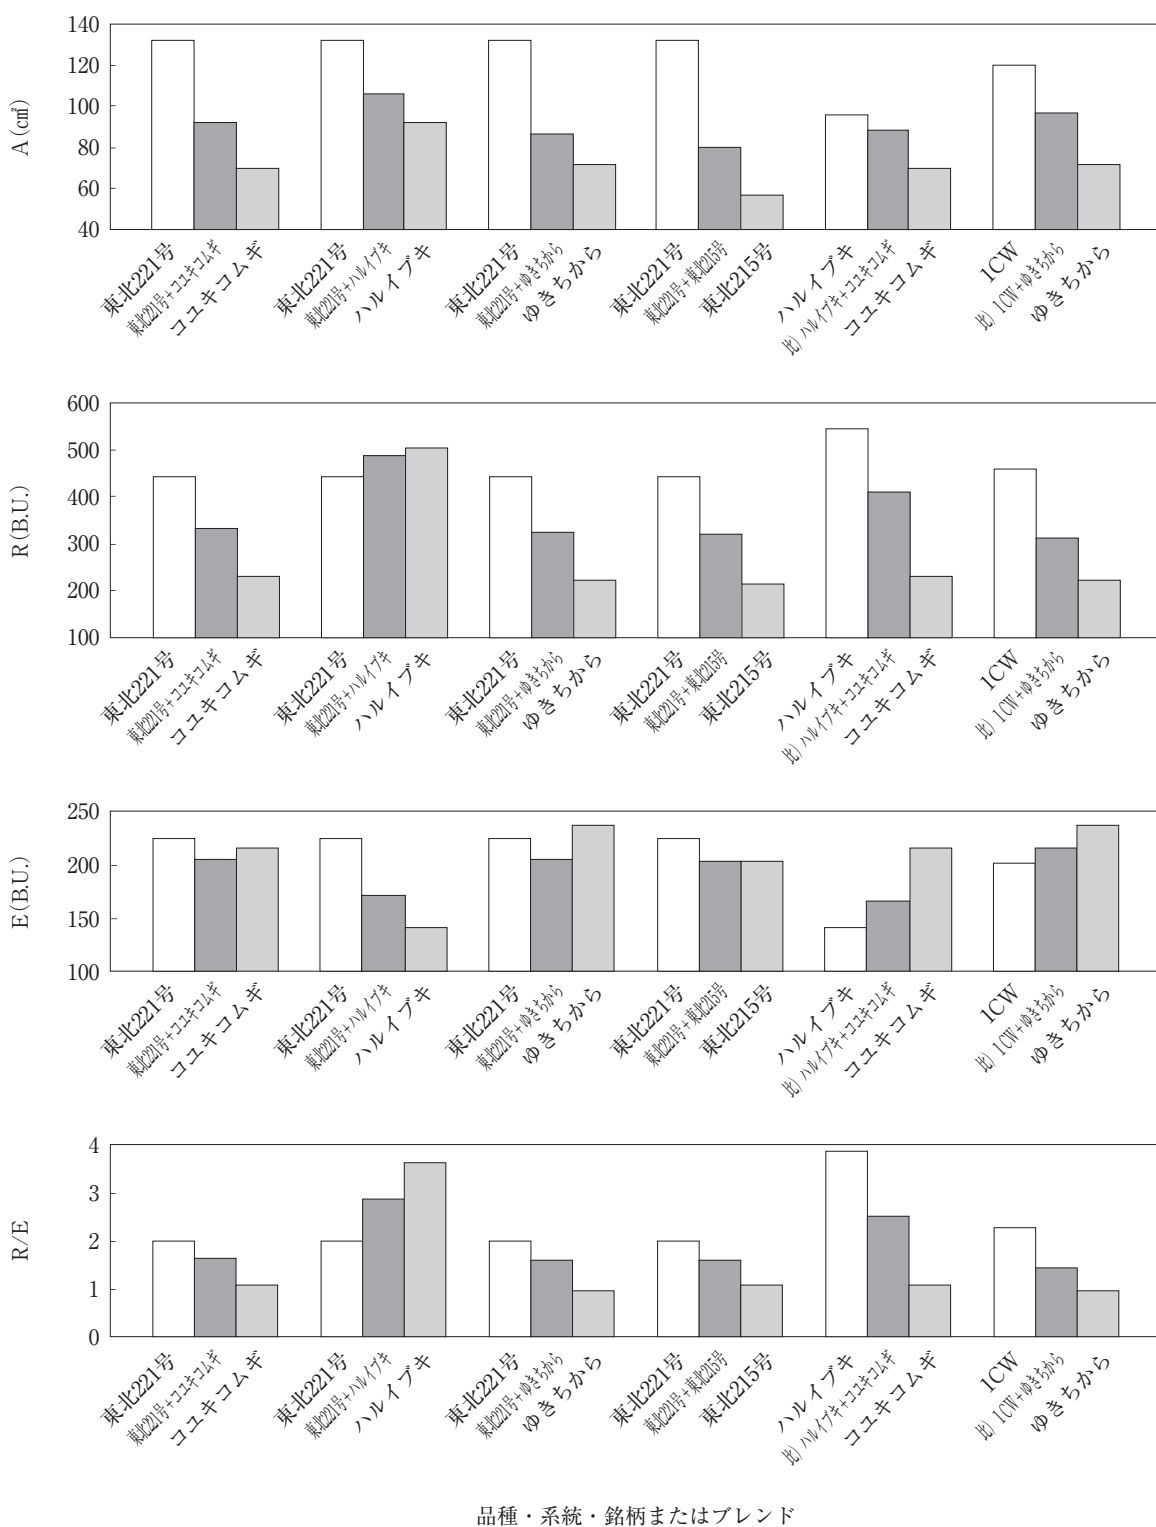 A(c㎡)
140
120
100
80
60
40
東北221号
東北221号+コユキコムギ
コユキコムギ
東北221号
東北221号+ハルイブキ
ハルイブキ
東北221号
東北221号+ゆきちから
ゆきちから
東北221号
東北221号+東北215号
東北215号
ハルイブキ
比）ハルイブキ+コユキコムギ
コユキコムギ
1CW
比）1CW+ゆきちから
ゆきちから
R(B.U.)
600
500
400
300
200
100
東北221号
東北221号+コユキコムギ
コユキコムギ
東北221号
東北221号+ハルイブキ
ハルイブキ
東北221号
東北221号+ゆきちから
ゆきちから
東北221号
東北221号+東北215号
東北215号
ハルイブキ
比）ハルイブキ+コユキコムギ
コユキコムギ
1CW
比）1CW+ゆきちから
ゆきちから
E(B.U.)
250
200
150
100
東北221号
東北221号+コユキコムギ
コユキコムギ
東北221号
東北221号+ハルイブキ
ハルイブキ
東北221号
東北221号+ゆきちから
ゆきちから
東北221号
東北221号+東北215号
東北215号
ハルイブキ
比）ハルイブキ+コユキコムギ
コユキコムギ
1CW
比）1CW+ゆきちから
ゆきちから
R/E
4
3
2
1
0
東北221号
東北221号+コユキコムギ
コユキコムギ
東北221号
東北221号+ハルイブキ
ハルイブキ
東北221号
東北221号+ゆきちから
ゆきちから
東北221号
東北221号+東北215号
東北215号
ハルイブキ
比）ハルイブキ+コユキコムギ
コユキコムギ
1CW
比）1CW+ゆきちから
ゆきちから
品種・系統・銘柄またはブレンド